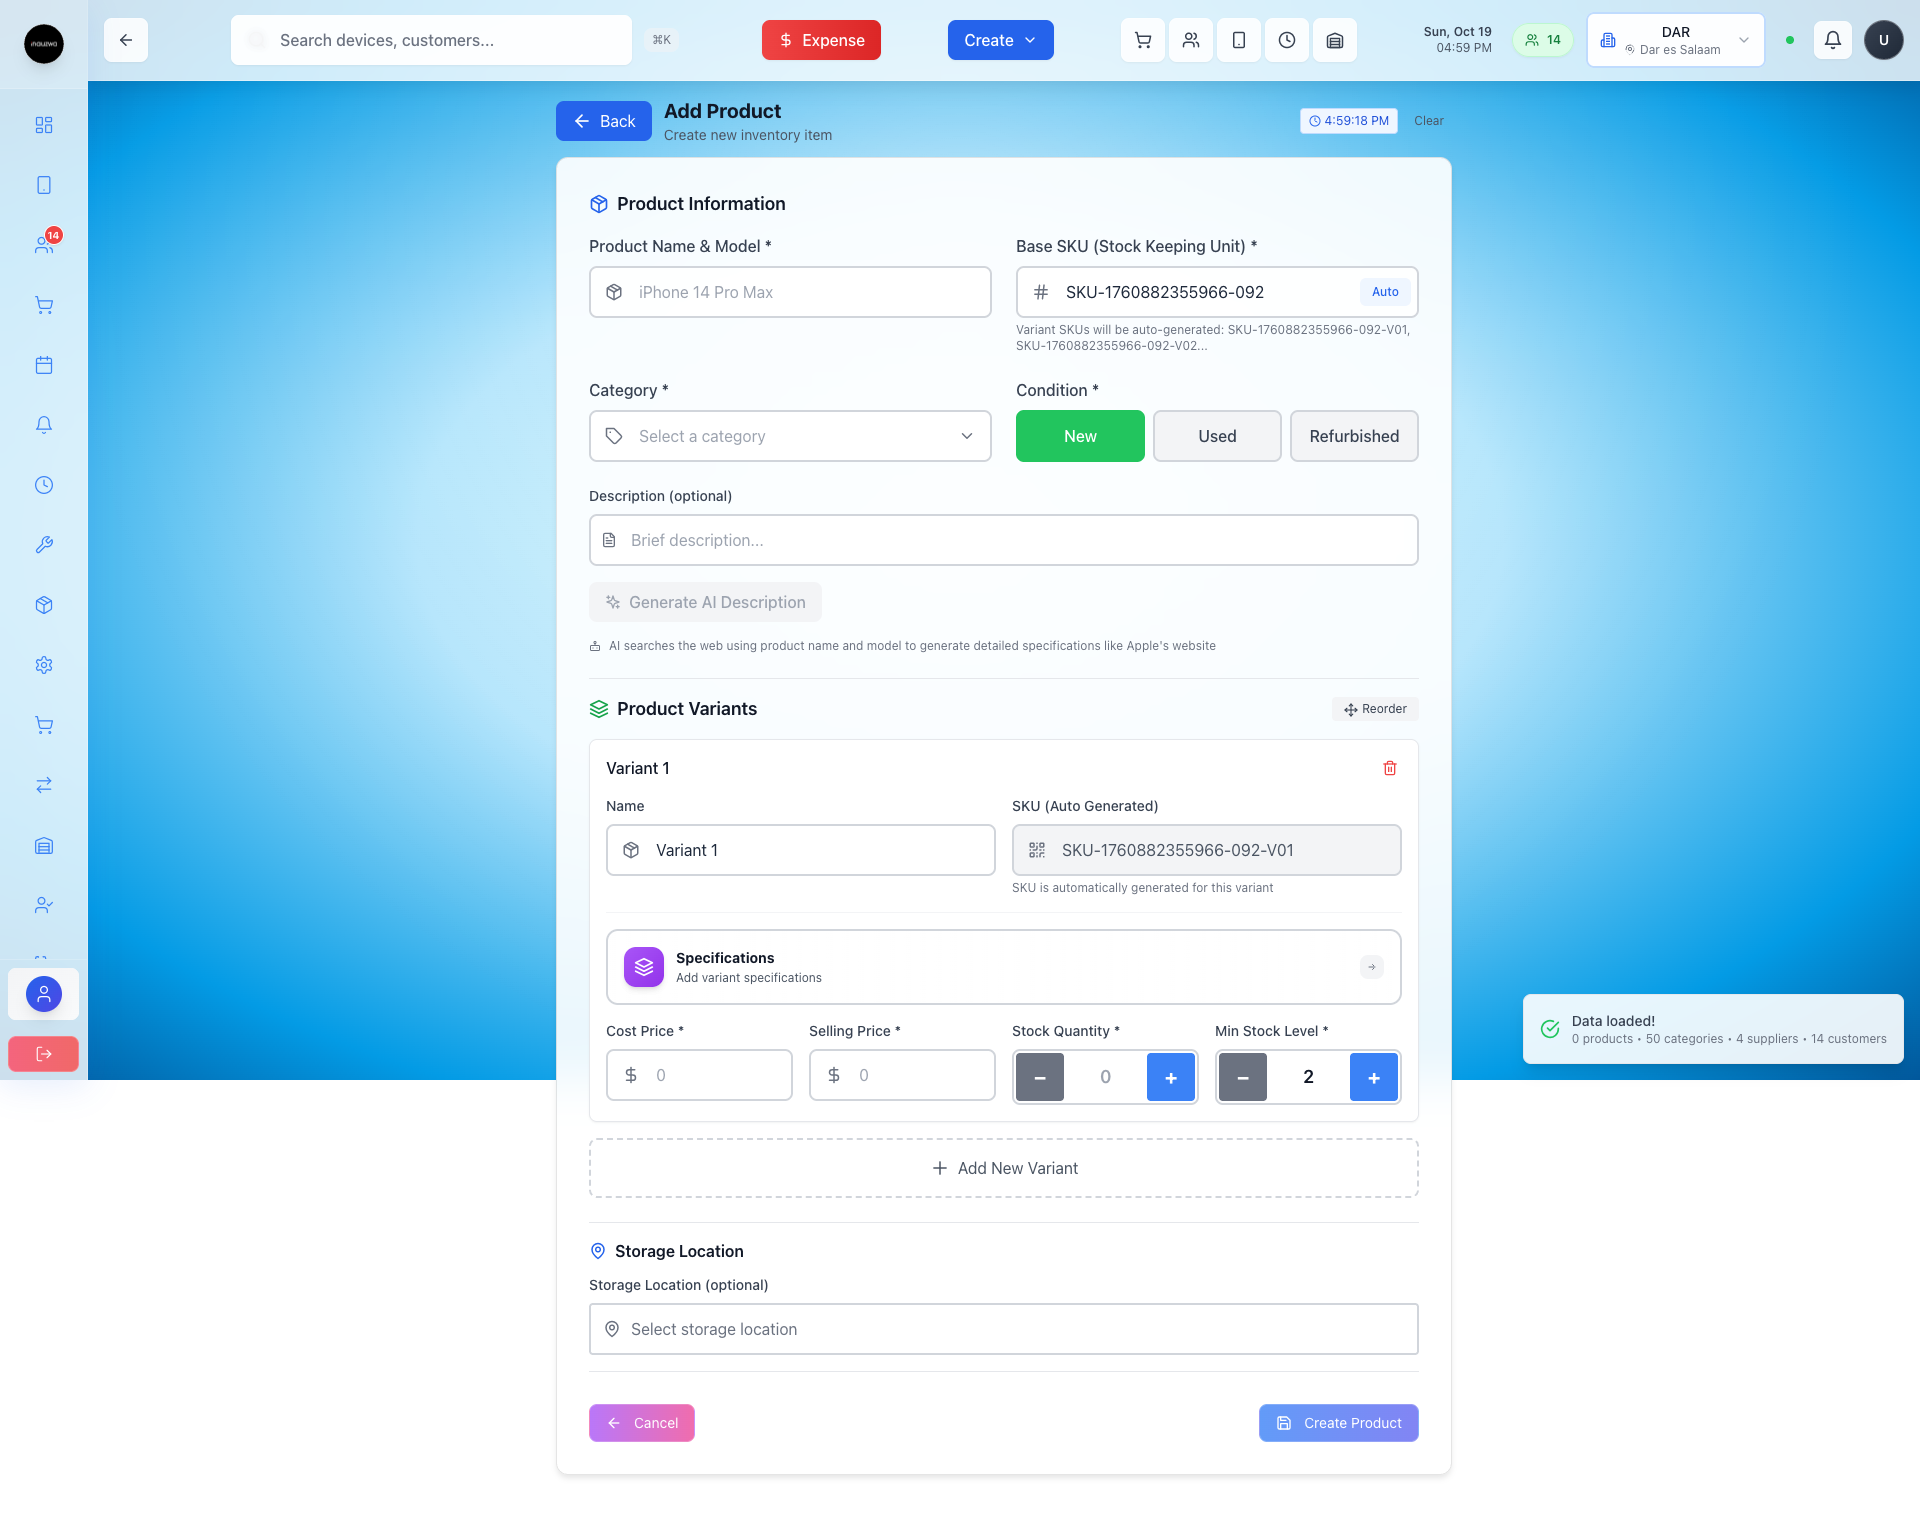 inauzwa
Search devices, customers...
⌘K
Expense
Create
Sun, Oct 19
04:59 PM
14
DAR
Dar es Salaam
U
14
Back
Add Product
Create new inventory item
4:59:18 PM
Clear
Product Information
Product Name & Model *
Base SKU (Stock Keeping Unit) *
iPhone 14 Pro Max
SKU-1760882355966-092
Auto
Variant SKUs will be auto-generated: SKU-1760882355966-092-V01,
SKU-1760882355966-092-V02...
Category *
Condition *
Select a category
New
Used
Refurbished
Description (optional)
Brief description...
Generate AI Description
AI searches the web using product name and model to generate detailed specifications like Apple's website
Product Variants
Reorder
Variant 1
Name
SKU (Auto Generated)
Variant 1
SKU-1760882355966-092-V01
SKU is automatically generated for this variant
Specifications
Add variant specifications
Cost Price *
Selling Price *
Stock Quantity *
Min Stock Level *
0
0
− 0 +
− 2 +
Data loaded!
0 products • 50 categories • 4 suppliers • 14 customers
Add New Variant
Storage Location
Storage Location (optional)
Select storage location
Cancel
Create Product